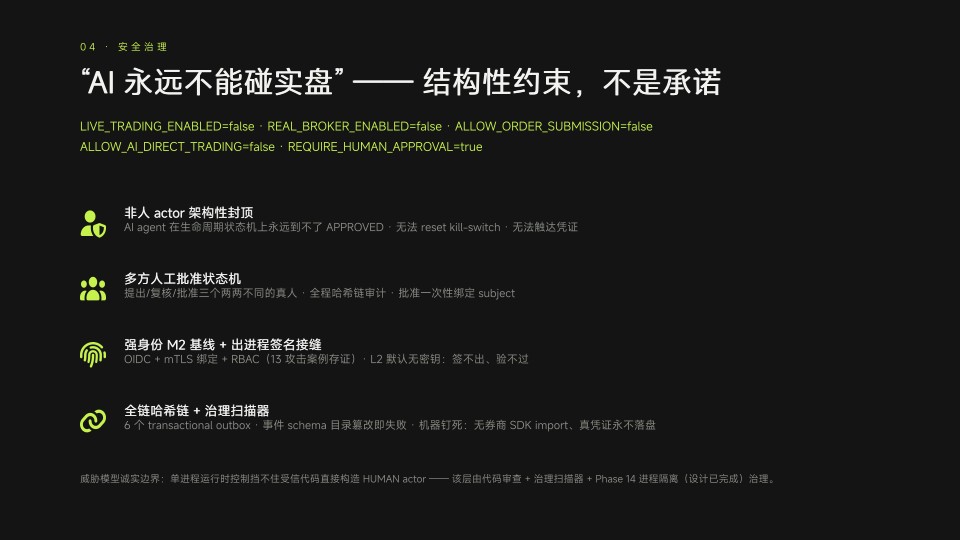 04 · 安全治理
“AI 永远不能碰实盘” —— 结构性约束，不是承诺
LIVE_TRADING_ENABLED=false · REAL_BROKER_ENABLED=false · ALLOW_ORDER_SUBMISSION=false
ALLOW_AI_DIRECT_TRADING=false · REQUIRE_HUMAN_APPROVAL=true
非人 actor 架构性封顶
AI agent 在生命周期状态机上永远到不了 APPROVED · 无法 reset kill-switch · 无法触达凭证
多方人工批准状态机
提出/复核/批准三个两两不同的真人 · 全程哈希链审计 · 批准一次性绑定 subject
强身份 M2 基线 + 出进程签名接缝
OIDC + mTLS 绑定 + RBAC（13 攻击案例存证）· L2 默认无密钥：签不出、验不过
全链哈希链 + 治理扫描器
6 个 transactional outbox · 事件 schema 目录篡改即失败 · 机器钉死：无券商 SDK import、真凭证永不落盘
威胁模型诚实边界：单进程运行时控制挡不住受信代码直接构造 HUMAN actor —— 该层由代码审查 + 治理扫描器 + Phase 14 进程隔离（设计已完成）治理。